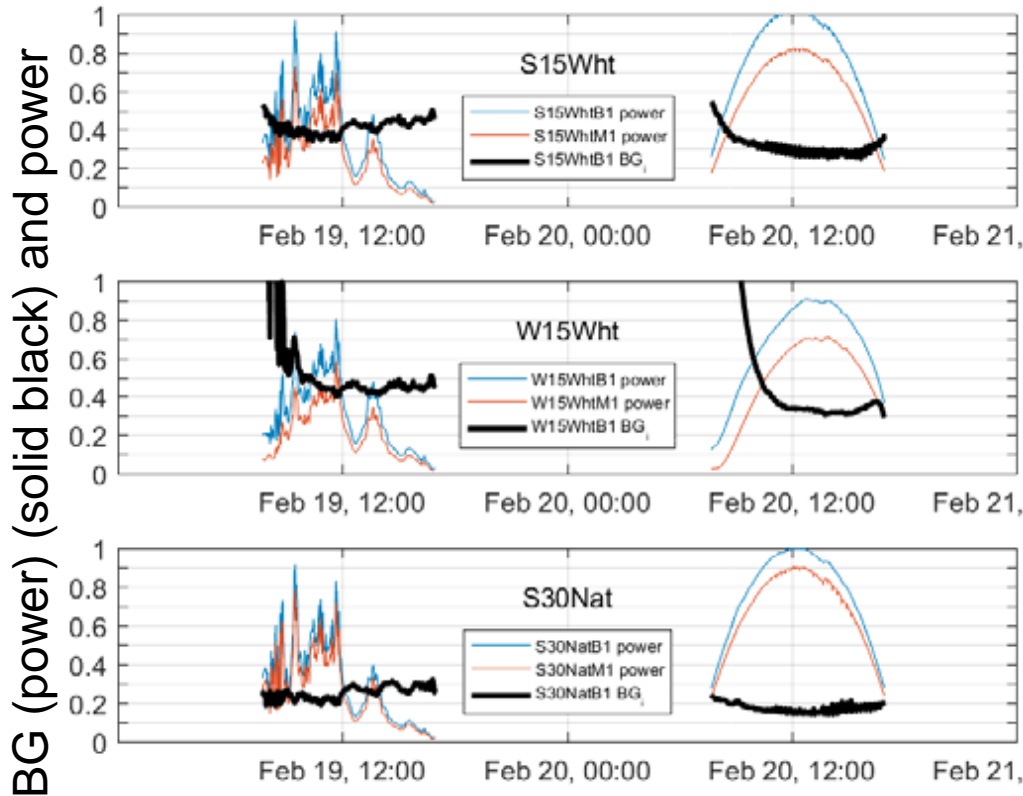 BG (power) (solid black) and power
1
0.8
0.6
0.4
0.2
0
S15Wht
S15WhtB1 power
S15WhtM1 power
S15WhtB1 BGi
Feb 19, 12:00 Feb 20, 00:00 Feb 20, 12:00 Feb 21,
1
0.8
0.6
0.4
0.2
0
W15Wht
W15WhtB1 power
W15WhtM1 power
W15WhtB1 BGi
Feb 19, 12:00 Feb 20, 00:00 Feb 20, 12:00 Feb 21,
1
0.8
0.6
0.4
0.2
0
S30Nat
S30NatB1 power
S30NatM1 power
S30NatB1 BGi
Feb 19, 12:00 Feb 20, 00:00 Feb 20, 12:00 Feb 21,